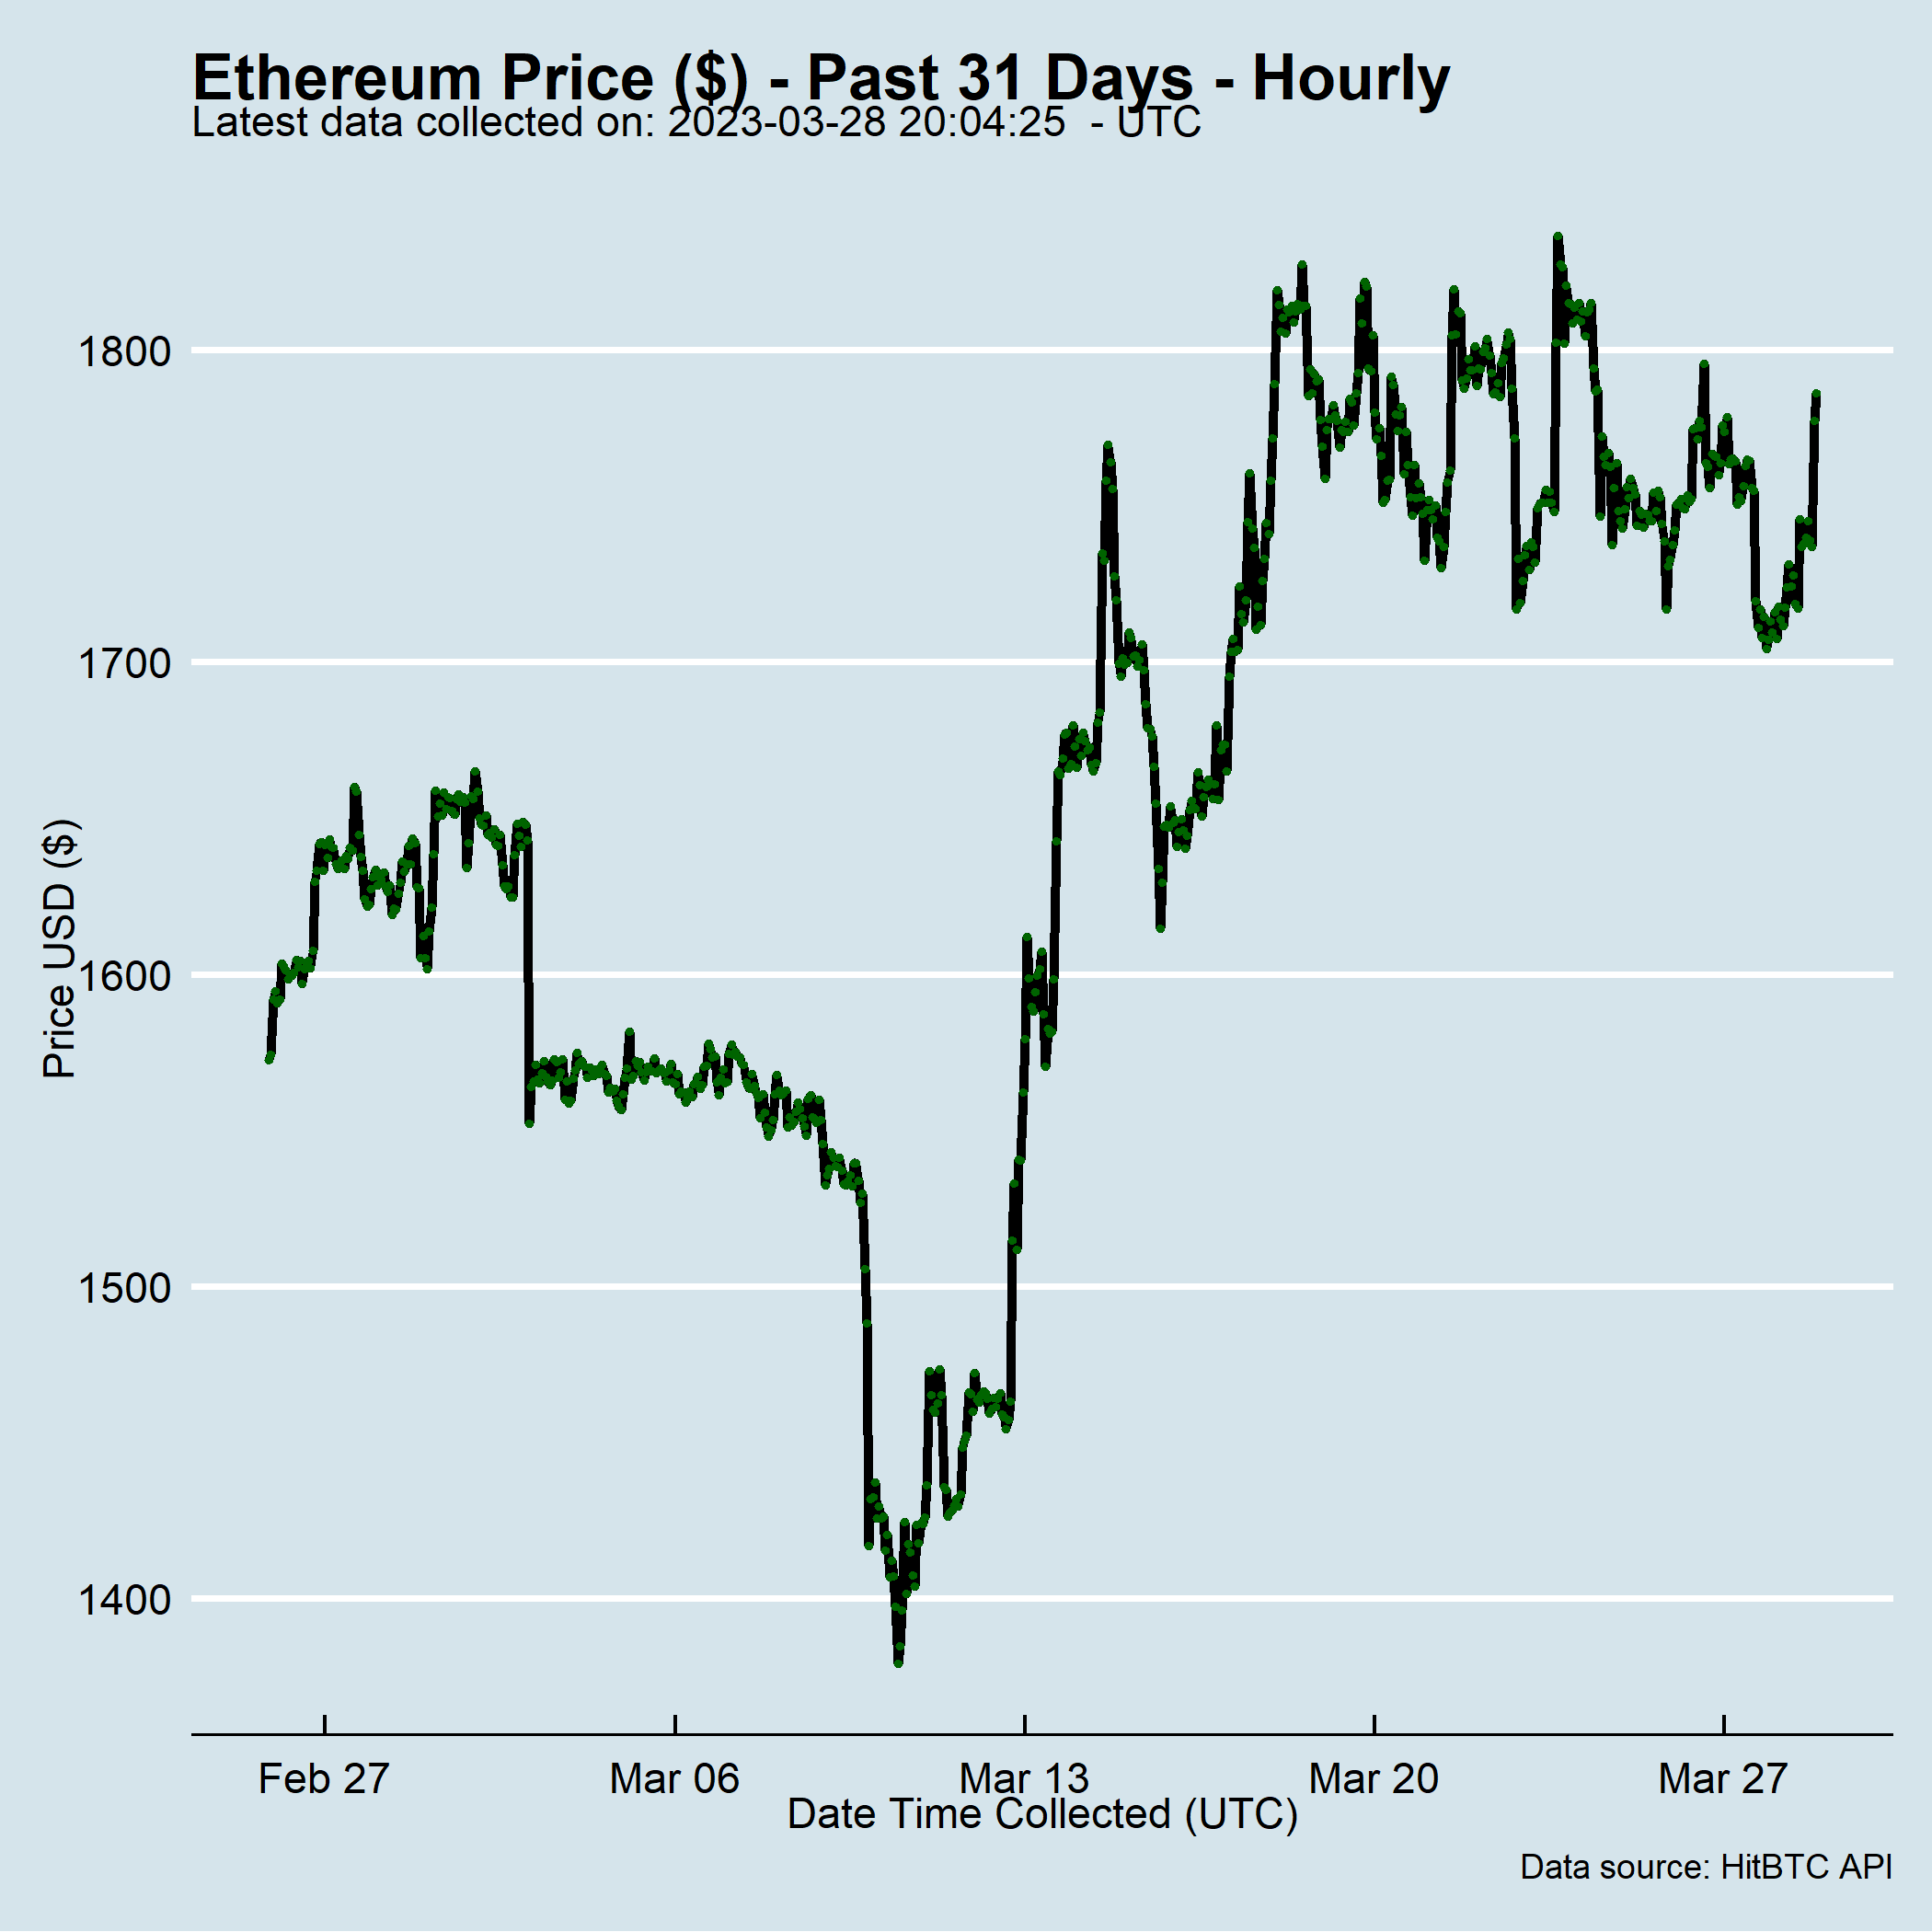 Ethereum Price ($) - Past 31 Days - Hourly
Latest data collected on: 2023-03-28 20:04:25  - UTC
Price USD ($)
1800
1700
1600
1500
1400
Feb 27 Mar 06 Mar 13 Mar 20 Mar 27
Date Time Collected (UTC)
Data source: HitBTC API